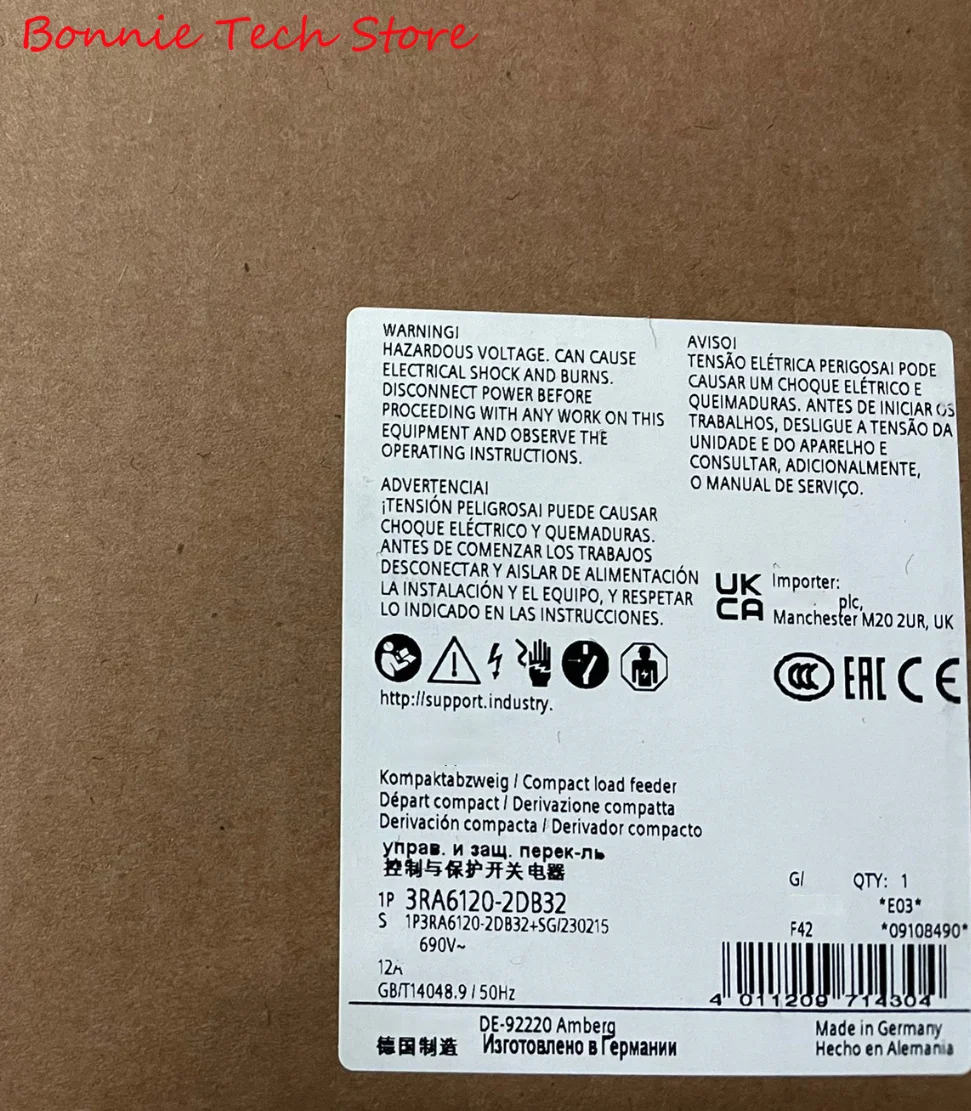 Bonnie Tech Store
WARNING!
HAZARDOUS VOLTAGE. CAN CAUSE
ELECTRICAL SHOCK AND BURNS.
DISCONNECT POWER BEFORE
PROCEEDING WITH ANY WORK ON THIS
EQUIPMENT AND OBSERVE THE
OPERATING INSTRUCTIONS.
ADVERTENCIA!
¡TENSIÓN PELIGROSA! PUEDE CAUSAR
CHOQUE ELÉCTRICO Y QUEMADURAS.
ANTES DE COMENZAR LOS TRABAJOS
DESCONECTAR Y AISLAR DE ALIMENTACIÓN
LA INSTALACIÓN Y EL EQUIPO, Y RESPETAR
LO INDICADO EN LAS INSTRUCCIONES.
AVISO!
TENSÃO ELÉTRICA PERIGOSA! PODE
CAUSAR UM CHOQUE ELÉTRICO E
QUEIMADURAS. ANTES DE INICIAR OS
TRABALHOS, DESLIGUE A TENSÃO DA
UNIDADE E DO APARELHO E
CONSULTAR, ADICIONALMENTE,
O MANUAL DE SERVIÇO.
UK
CA
Importer:
plc,
Manchester M20 2UR, UK
CCC EAC CE
http://support.industry.
Kompaktabzweig / Compact load feeder
Départ compact / Derivazione compatta
Derivación compacta / Derivador compacto
управ. и защ. перек-ль
控制与保护开关电器
1P 3RA6120-2DB32
S 1P3RA6120-2DB32+SG/230215
690V~
12A
GB/T14048.9 / 50Hz
G/ QTY: 1
*E03*
F42 *09108490*
4 011209 714304
DE-92220 Amberg
德国制造 Изготовлено в Германии
Made in Germany
Hecho en Alemania